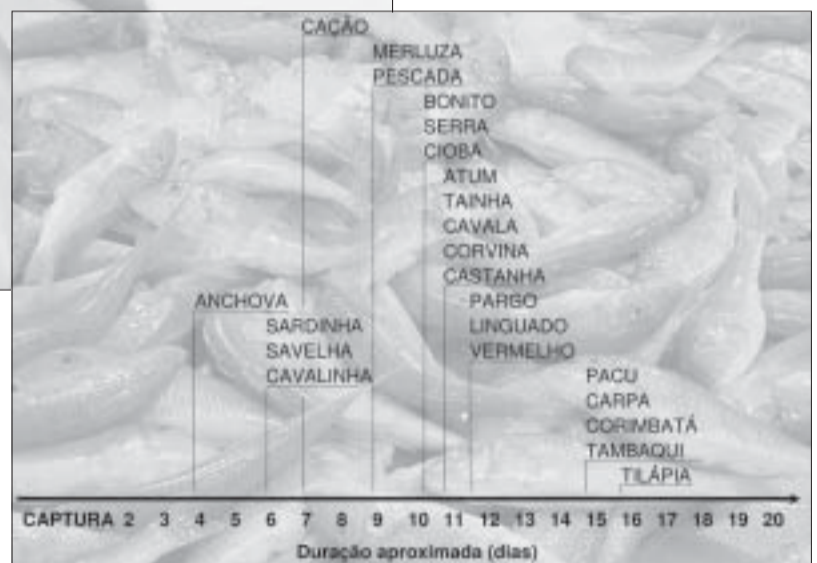 CAÇÃO
MERLUZA
PESCADA
BONITO
SERRA
CIOBA
ATUM
TAINHA
CAVALA
CORVINA
CASTANHA
ANCHOVA
PARGO
SARDINHA
LINGUADO
SAVELHA
VERMELHO
CAVALINHA
PACU
CARPA
CORIMBATÁ
TAMBAQUI
TILÁPIA
CAPTURA 2 3 4 5 6 7 8 9 10 11 12 13 14 15 16 17 18 19 20
Duração aproximada (dias)